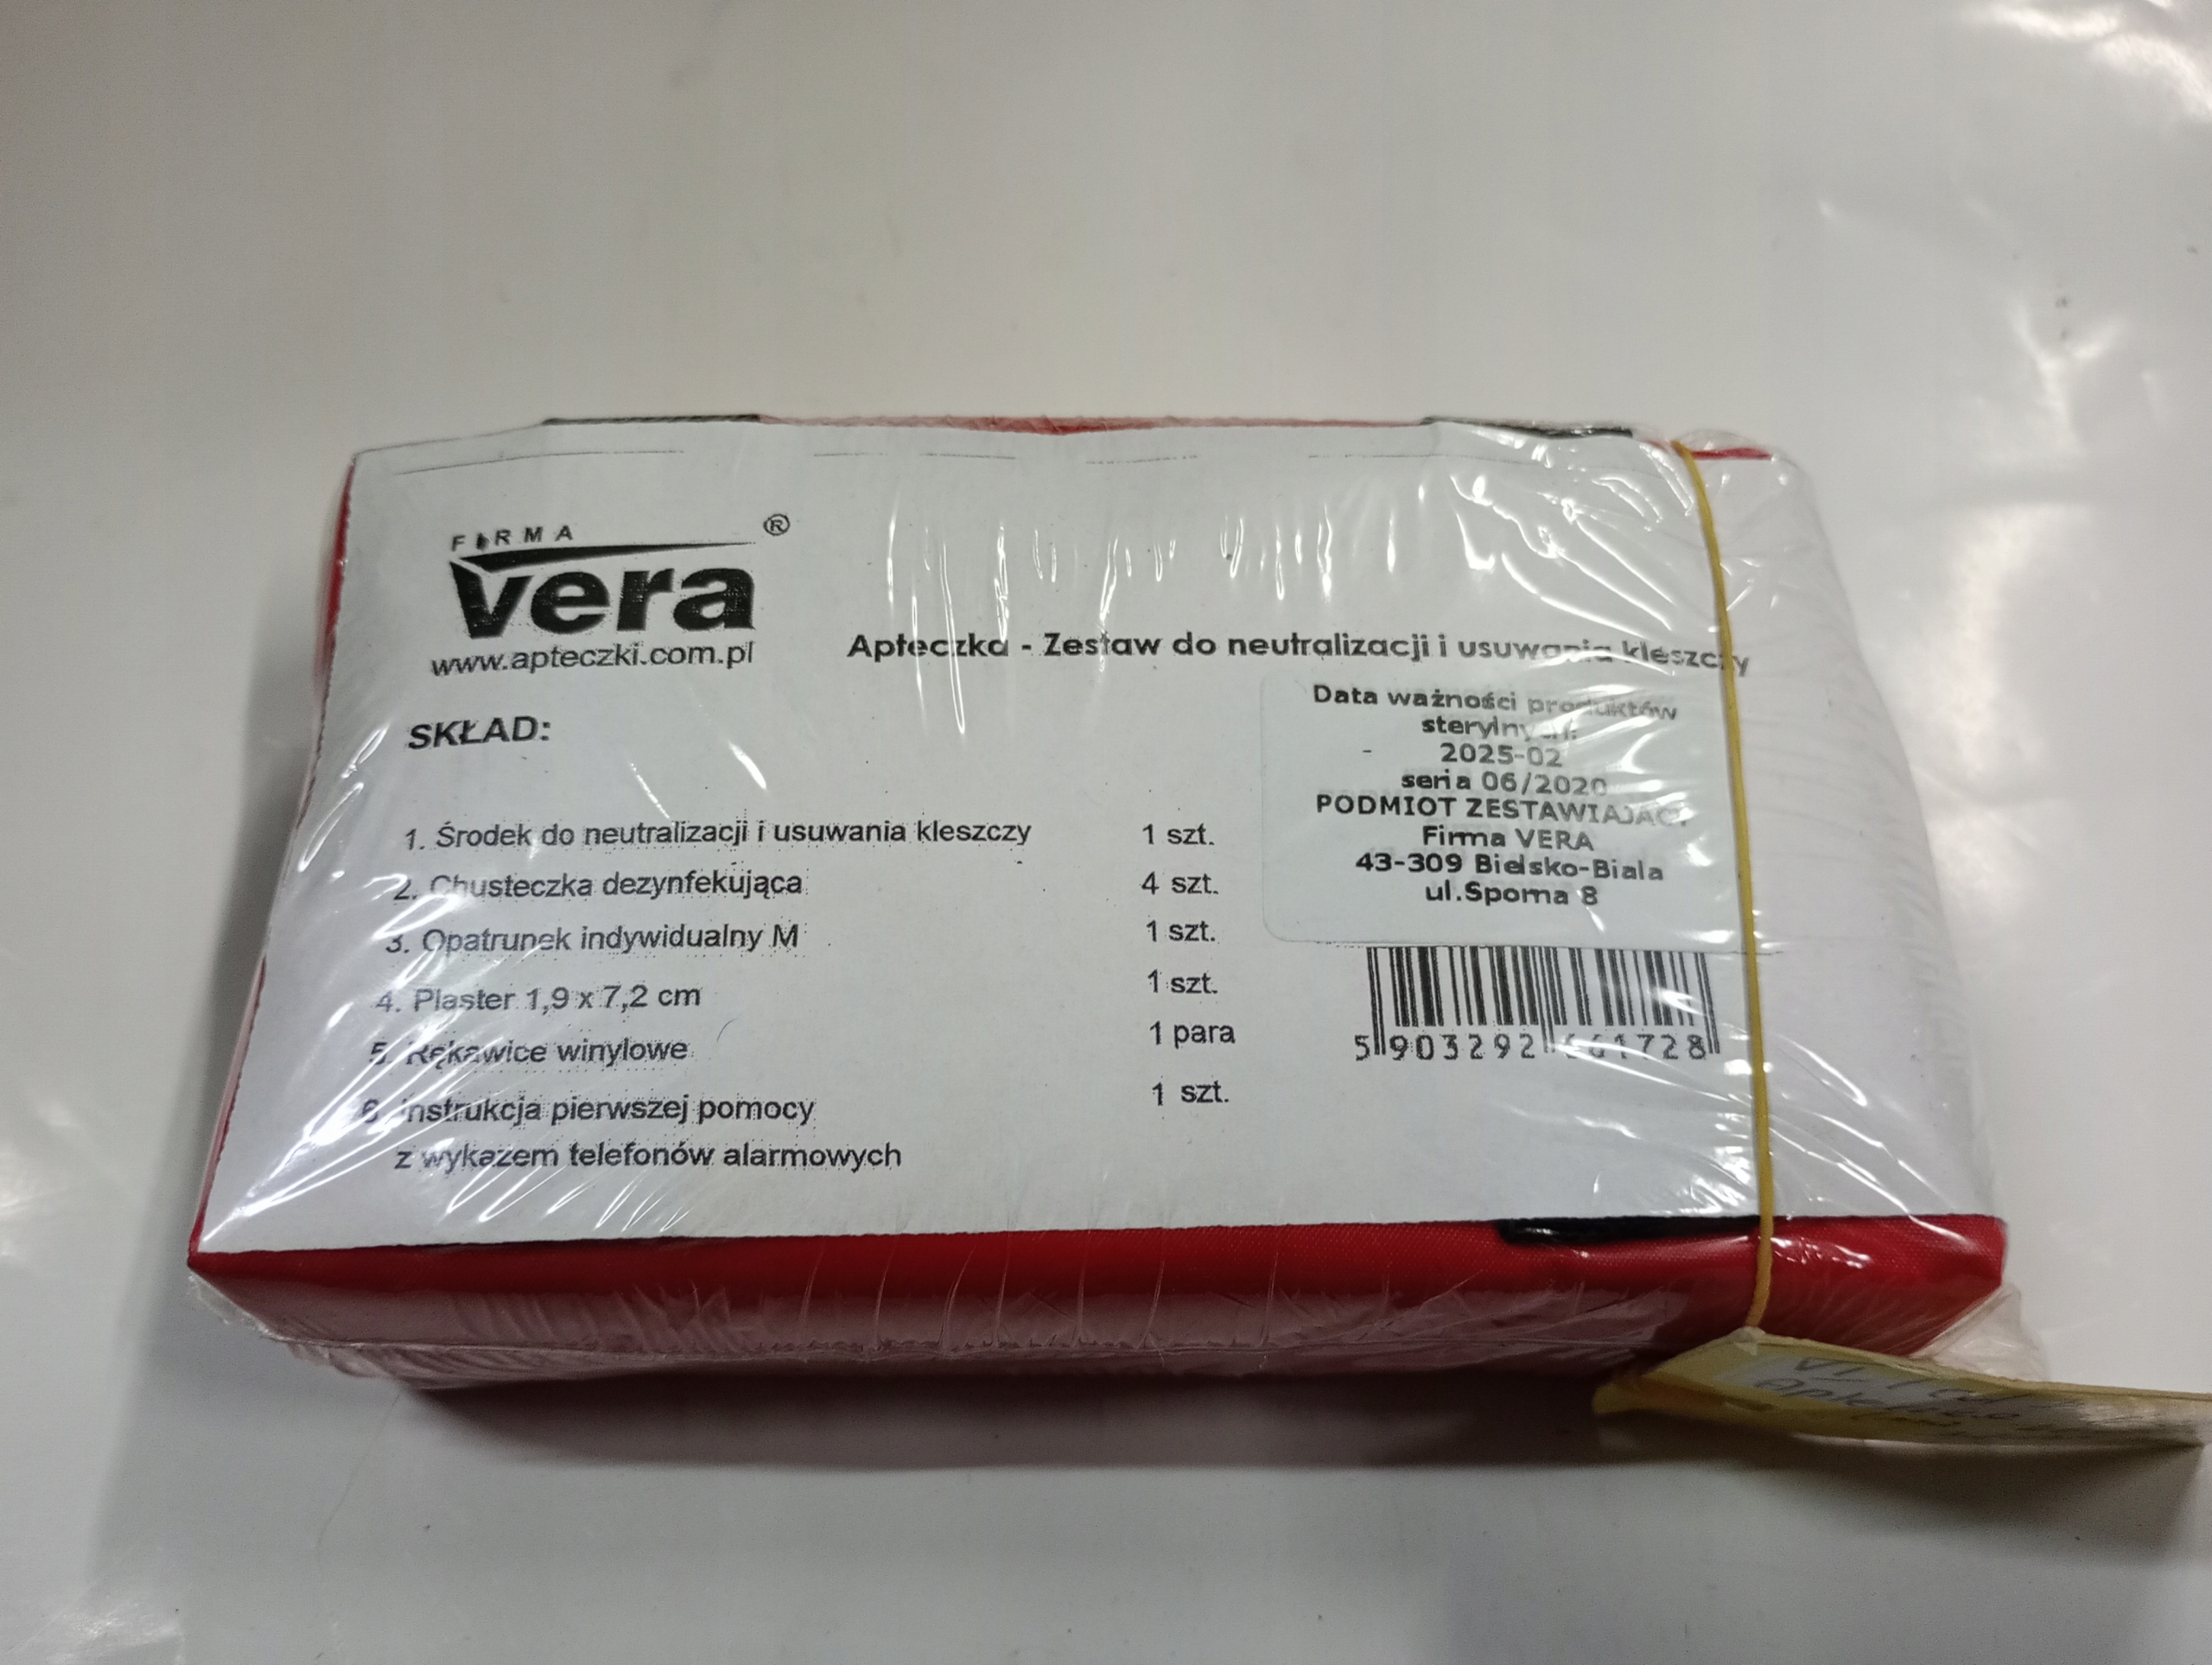 FIRMA
vera ®
www.apteczki.com.pl
Apteczka - Zestaw do neutralizacji i usuwania kleszczy
SKŁAD:
1. Środek do neutralizacji i usuwania kleszczy 1 szt.
2. Chusteczka dezynfekująca 4 szt.
3. Opatrunek indywidualny M 1 szt.
4. Plaster 1,9 x 7,2 cm 1 szt.
5. Rękawice winylowe 1 para
6. Instrukcja pierwszej pomocy 1 szt.
z wykazem telefonów alarmowych
Data ważności produktów
sterylnych:
2025-02
seria 06/2020
PODMIOT ZESTAWIAJĄCY
Firma VERA
43-309 Bielsko-Biala
ul.Sporna 8
5 903292 661728